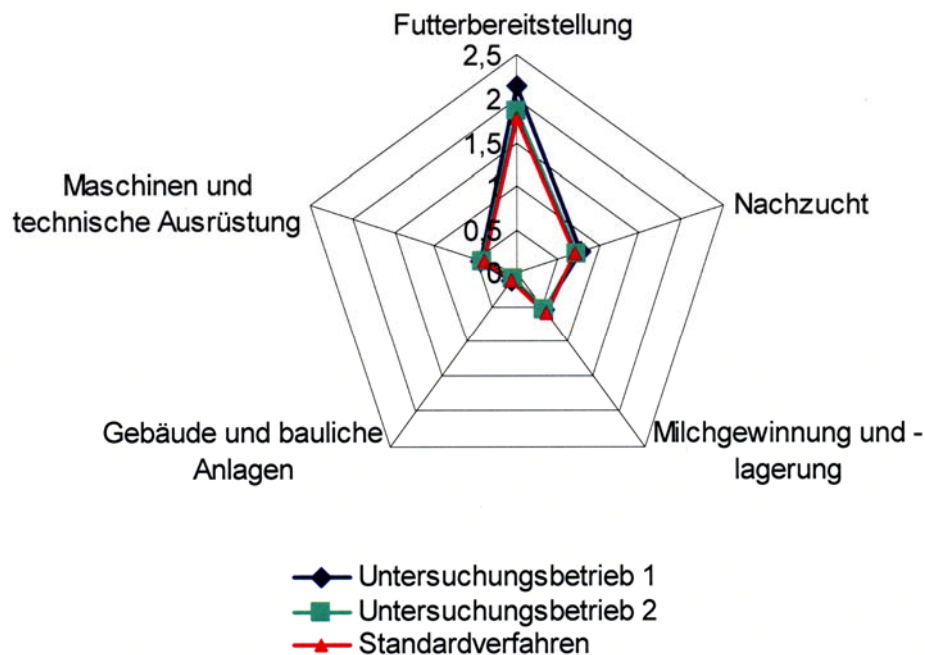 Futterbereitstellung
2,5
2
1,5
1
0,5
0
Nachzucht
Maschinen und
technische Ausrüstung
Gebäude und bauliche
Anlagen
Milchgewinnung und -
lagerung
Untersuchungsbetrieb 1
Untersuchungsbetrieb 2
Standardverfahren